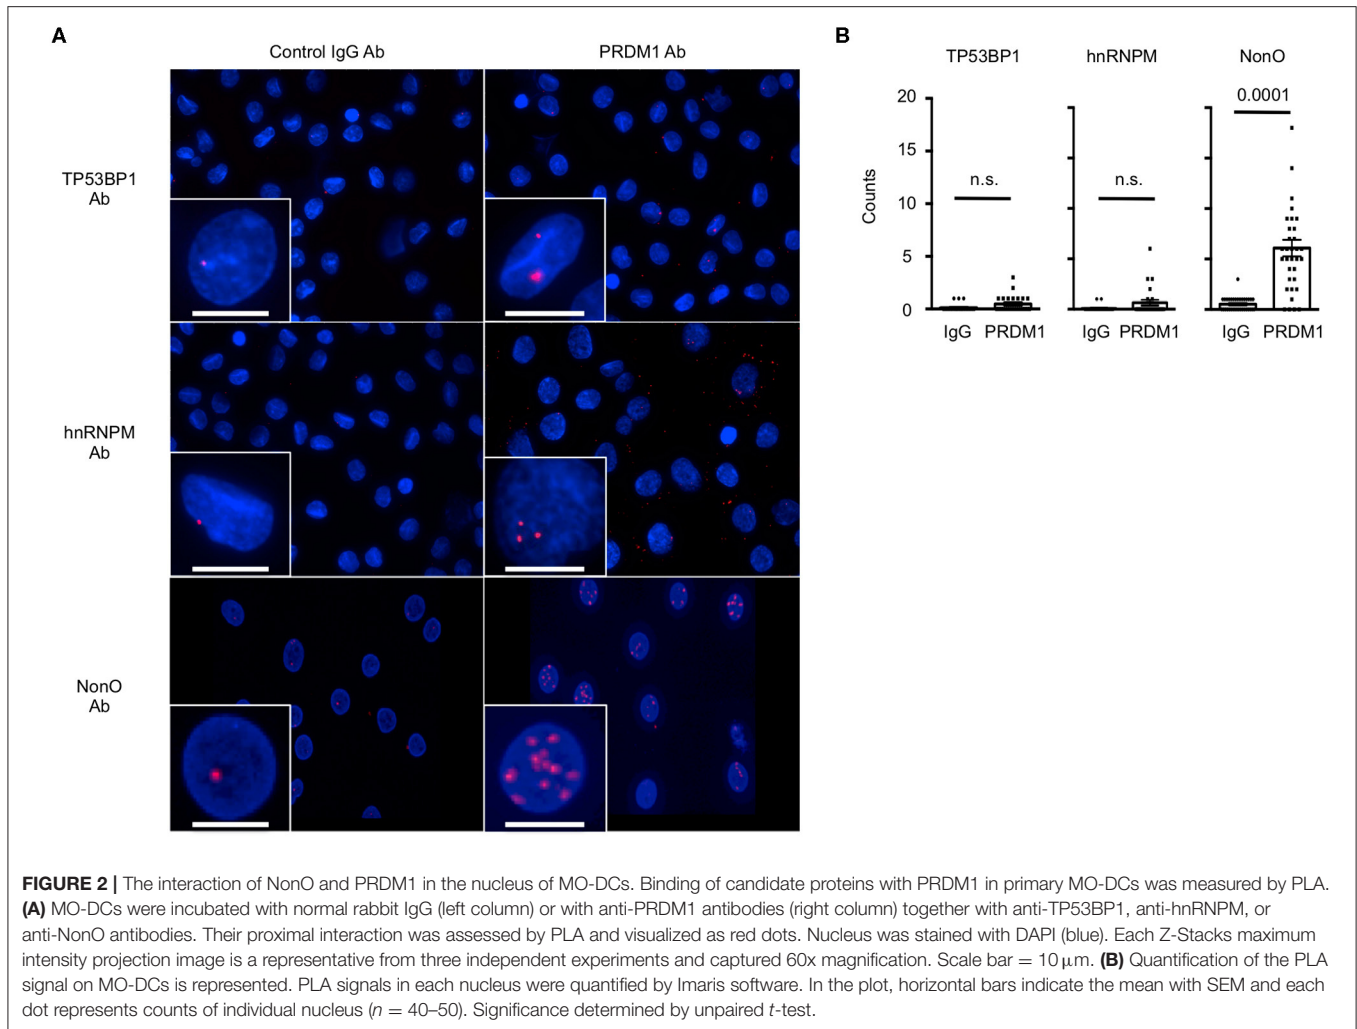 A
Control IgG Ab
PRDM1 Ab
TP53BP1
Ab
hnRNPM
Ab
NonO
Ab
B
TP53BP1
hnRNPM
NonO
Counts
20
15
10
5
0
n.s.
n.s.
0.0001
IgG PRDM1
IgG PRDM1
IgG PRDM1
FIGURE 2 | The interaction of NonO and PRDM1 in the nucleus of MO-DCs. Binding of candidate proteins with PRDM1 in primary MO-DCs was measured by PLA.
(A) MO-DCs were incubated with normal rabbit IgG (left column) or with anti-PRDM1 antibodies (right column) together with anti-TP53BP1, anti-hnRNPM, or
anti-NonO antibodies. Their proximal interaction was assessed by PLA and visualized as red dots. Nucleus was stained with DAPI (blue). Each Z-Stacks maximum
intensity projection image is a representative from three independent experiments and captured 60x magnification. Scale bar = 10 μm. (B) Quantification of the PLA
signal on MO-DCs is represented. PLA signals in each nucleus were quantified by Imaris software. In the plot, horizontal bars indicate the mean with SEM and each
dot represents counts of individual nucleus (n = 40–50). Significance determined by unpaired t-test.